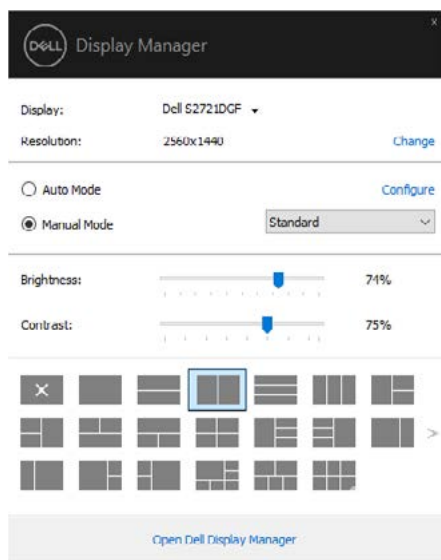 x
DELL Display Manager
Display: Dell S2721DGF
Resolution: 2560x1440 Change
Auto Mode Configure
Manual Mode Standard
Brightness: 74%
Contrast: 75%
>
Open Dell Display Manager